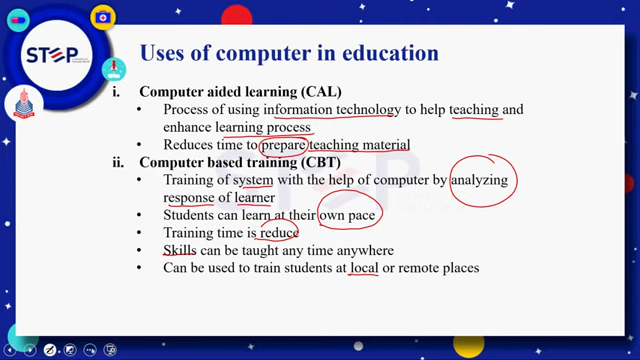 STEP
Uses of computer in education
i. Computer aided learning (CAL)
• Process of using information technology to help teaching and
enhance learning process
• Reduces time to prepare teaching material
ii. Computer based training (CBT)
• Training of system with the help of computer by analyzing
response of learner
• Students can learn at their own pace
• Training time is reduce
• Skills can be taught any time anywhere
• Can be used to train students at local or remote places